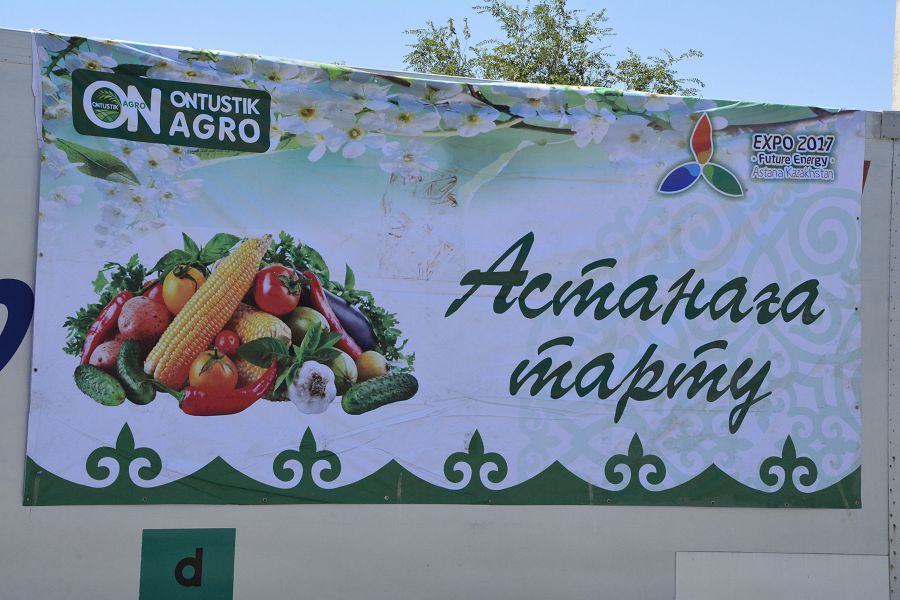 ONTUSTIK AGRO
ON
ONTUSTIK
AGRO
EXPO 2017
Future Energy
Astana Kazakhstan
Астанаға
тарту
d